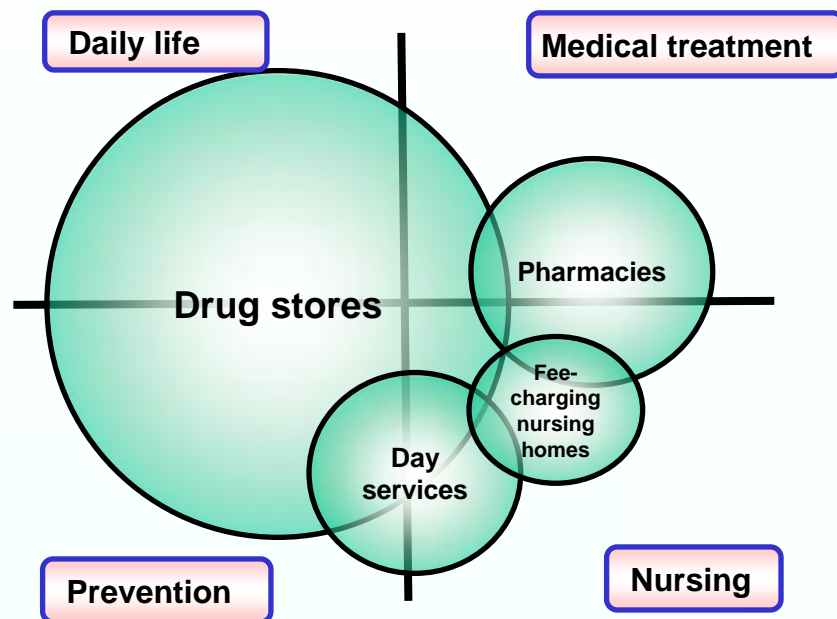 Daily life
Medical treatment
Pharmacies
Drug stores
Fee-
charging
nursing
homes
Day
services
Prevention
Nursing